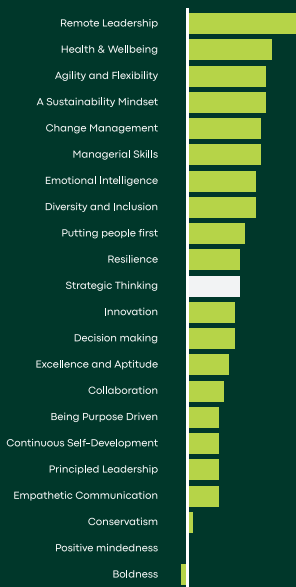 Remote Leadership
Health & Wellbeing
Agility and Flexibility
A Sustainability Mindset
Change Management
Managerial Skills
Emotional Intelligence
Diversity and Inclusion
Putting people first
Resilience
Strategic Thinking
Innovation
Decision making
Excellence and Aptitude
Collaboration
Being Purpose Driven
Continuous Self-Development
Principled Leadership
Empathetic Communication
Conservatism
Positive mindedness
Boldness